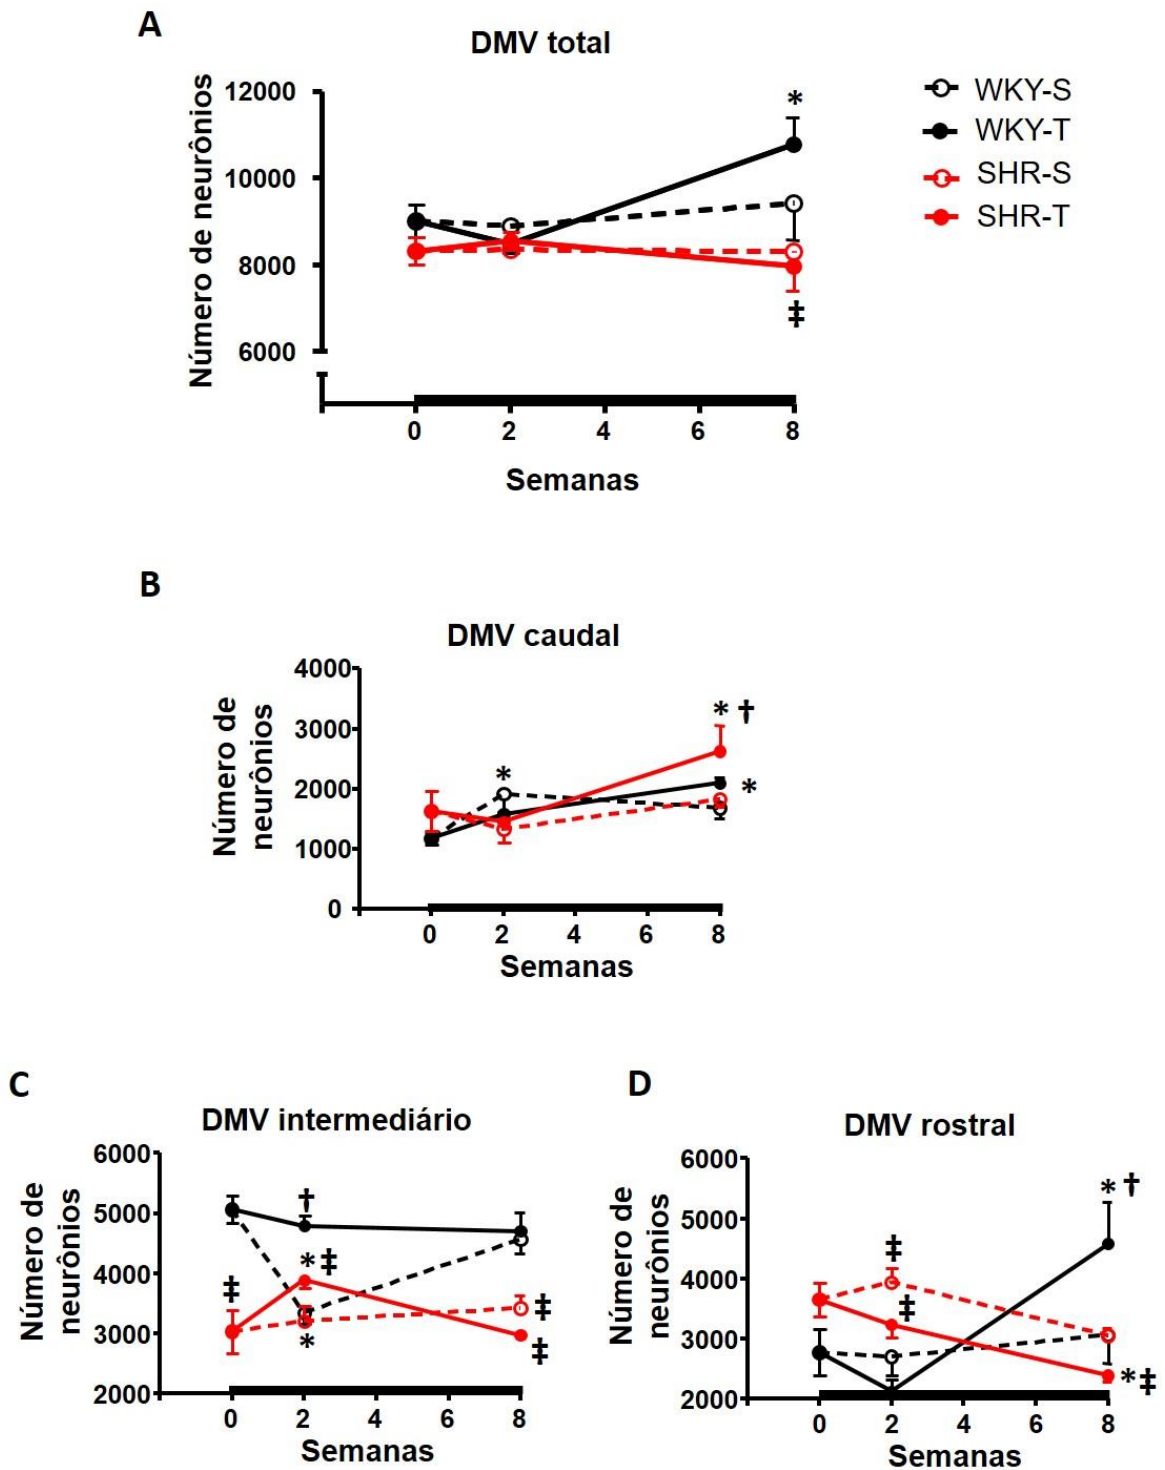 A
DMV total
Número de neurônios
12000
10000
8000
6000
*
‡
0 2 4 6 8
Semanas
WKY-S
WKY-T
SHR-S
SHR-T
B
DMV caudal
Número de
neurônios
4000
3000
2000
1000
0
*
* †
*
0 2 4 6 8
Semanas
C
DMV intermediário
Número de
neurônios
6000
5000
4000
3000
2000
‡
†
* ‡
*
‡
‡
0 2 4 6 8
Semanas
D
DMV rostral
Número de
neurônios
6000
5000
4000
3000
2000
‡
‡
* †
* ‡
0 2 4 6 8
Semanas